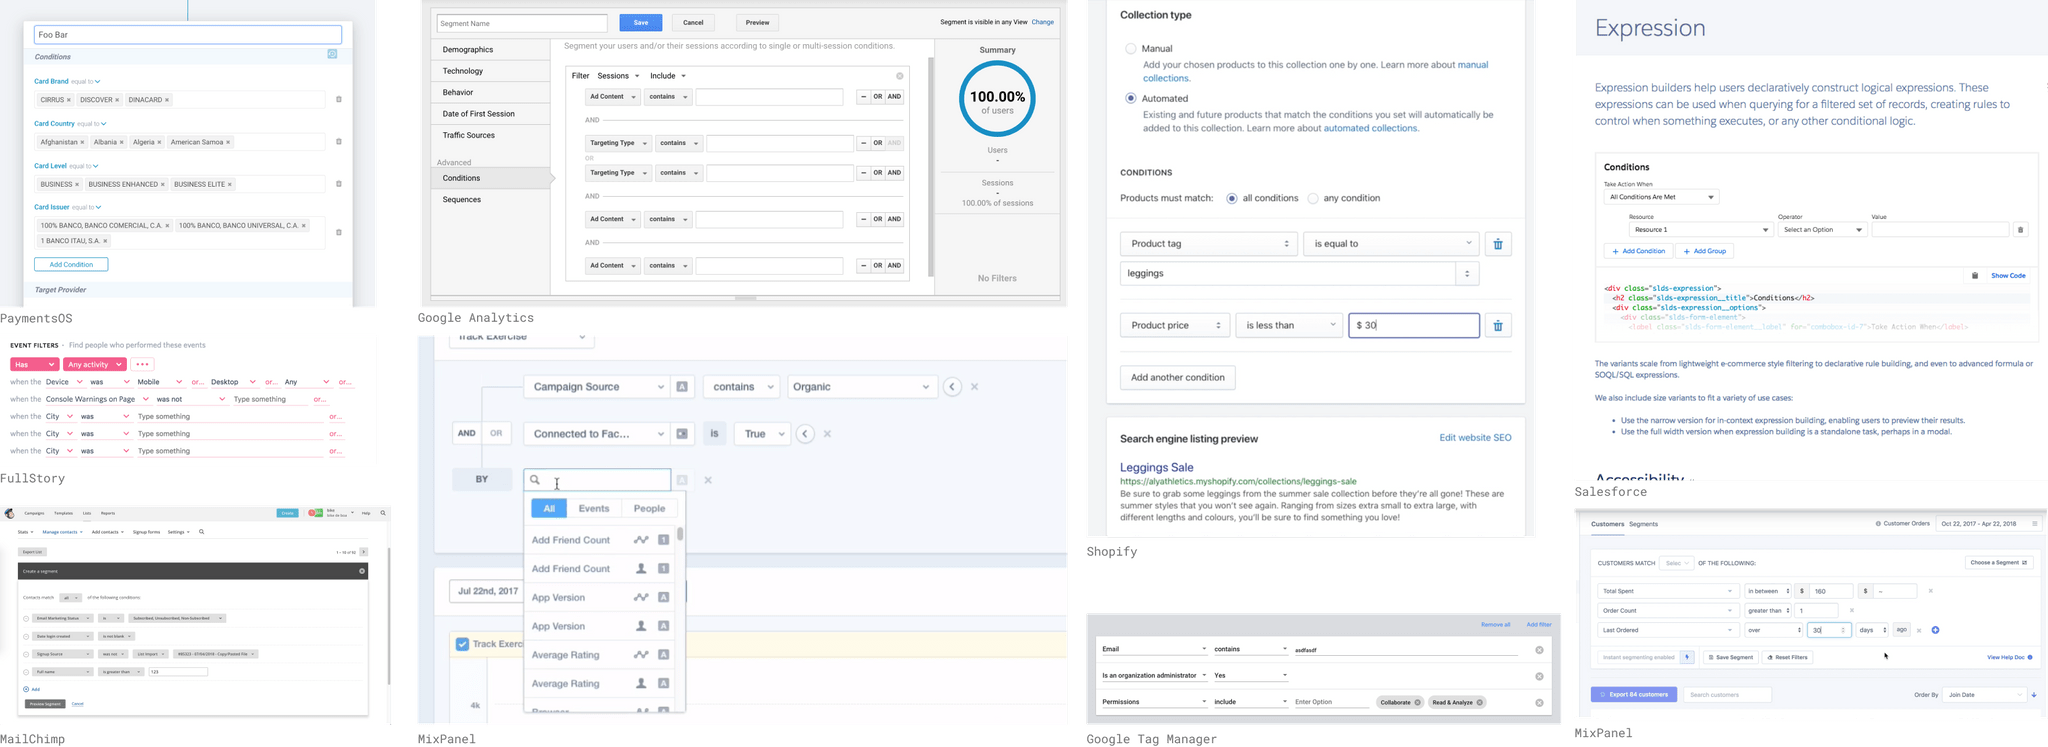 Foo Bar
Conditions
Card Brand equal to
CIRRUS × DISCOVER × DINACARD ×
Card Country equal to
Afghanistan × Albania × Algeria × American Samoa ×
Card Level equal to
BUSINESS × BUSINESS ENHANCED × BUSINESS ELITE ×
Card Issuer equal to
100% BANCO, BANCO COMERCIAL, C.A. × 100% BANCO, BANCO UNIVERSAL, C.A. ×
1 BANCO ITAU, S.A. ×
Add Condition
Target Provider
PaymentsOS
EVENT FILTERS • Find people who performed these events
Has Any activity •••
when the Device was Mobile or... Desktop or... Any or...
when the Console Warnings on Page was not Type something or...
when the City was Type something or...
when the City was Type something or...
when the City was Type something or...
FullStory
Campaigns Templates Lists Reports
Create
Help
Stats Manage contacts Add contacts Signup forms Settings
Export List
Create a segment
Contacts match all of the following conditions:
Email Marketing Status is Subscribed, Unsubscribed, Non-Subscribed
Date login created is not blank
Signup Source was not List Import
Full name is greater than 123
Add
Preview Segment Cancel
MailChimp
Segment Name Save Cancel Preview Segment is visible in any View Change
Demographics
Technology
Behavior
Date of First Session
Traffic Sources
Advanced
Conditions
Sequences
Segment your users and/or their sessions according to single or multi-session conditions.
Filter Sessions Include
Ad Content contains – OR AND
AND
Targeting Type contains – OR AND
OR
Targeting Type contains – OR AND
AND
Ad Content contains – OR AND
AND
Ad Content contains – OR AND
Summary
100.00%
of users
Users
-
Sessions
-
100.00% of sessions
No Filters
Google Analytics
Track Exercise
Campaign Source A contains Organic
AND OR Connected to Fac... is True
BY
All Events People
Add Friend Count 1
Add Friend Count 1
App Version A
App Version A
Average Rating A
Average Rating A
Browser
Jul 22nd, 2017
Track Exerc
4k
MixPanel
Collection type
Manual
Add your chosen products to this collection one by one. Learn more about manual
collections.
Automated
Existing and future products that match the conditions you set will automatically be
added to this collection. Learn more about automated collections.
CONDITIONS
Products must match: all conditions any condition
Product tag is equal to
leggings
Product price is less than $ 30
Add another condition
Search engine listing preview Edit website SEO
Leggings Sale
https://alyathletics.myshopify.com/collections/leggings-sale
Be sure to grab some leggings from the summer sale collection before they're all gone! These are
summer styles that you won't see again. Ranging from sizes extra small to extra large, with
different lengths and colours, you'll be sure to find something you love!
Shopify
Remove all Add filter
Email contains asdfasdf
Is an organization administrator Yes
Permissions include Enter Option Collaborate Read & Analyze
Google Tag Manager
Expression
Expression builders help users declaratively construct logical expressions. These
expressions can be used when querying for a filtered set of records, creating rules to
control when something executes, or any other conditional logic.
Conditions
Take Action When
All Conditions Are Met
Resource Operator Value
Resource 1 Select an Option
+ Add Condition + Add Group
Show Code
<div class="slds-expression">
<h2 class="slds-expression__title">Conditions</h2>
<div class="slds-expression__options">
<div class="slds-form-element">
<label class="slds-form-element__label" for="combobox-id-7">Take Action When</label>
The variants scale from lightweight e-commerce style filtering to declarative rule building, and even to advanced formula or
SOQL/SQL expressions.
We also include size variants to fit a variety of use cases:
• Use the narrow version for in-context expression building, enabling users to preview their results.
• Use the full width version when expression building is a standalone task, perhaps in a modal.
Accessibility
Salesforce
Customers Segments Customer Orders Oct 22, 2017 - Apr 22, 2018
CUSTOMERS MATCH Selec OF THE FOLLOWING: Choose a Segment
Total Spent in between $ 160 $ –
Order Count greater than 1
Last Ordered over 30 days ago
Instant segmenting enabled Save Segment Reset Filters View Help Doc
Export 84 customers Search customers Order By Join Date
MixPanel